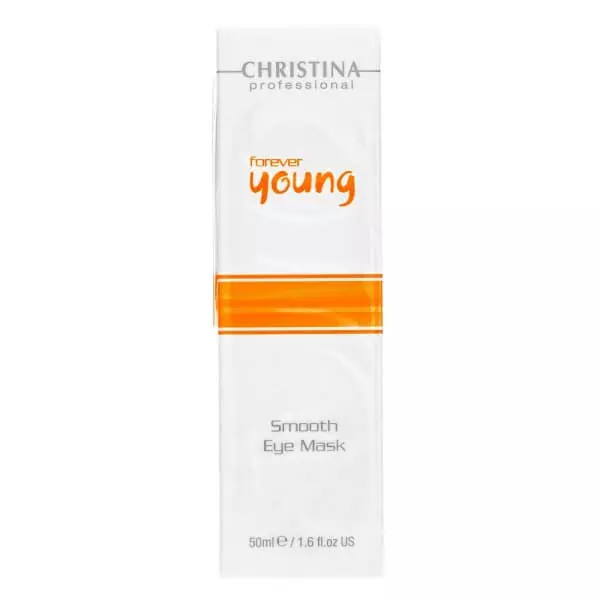 CHRISTINA
professional
forever
young
Smooth
Eye Mask
50ml ℮ / 1.6 fl.oz US